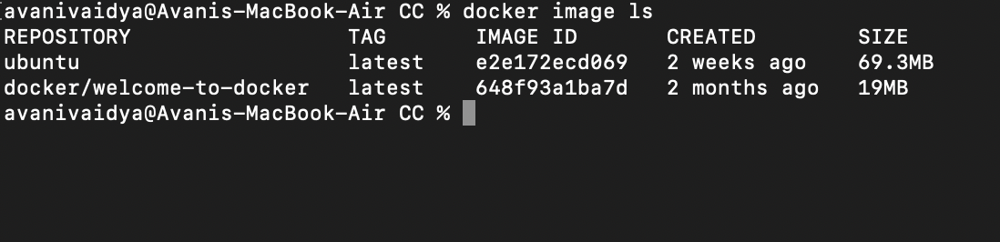 avanivaidya@Avanis-MacBook-Air CC % docker image ls
REPOSITORY TAG IMAGE ID CREATED SIZE
ubuntu latest e2e172ecd069 2 weeks ago 69.3MB
docker/welcome-to-docker latest 648f93a1ba7d 2 months ago 19MB
avanivaidya@Avanis-MacBook-Air CC %